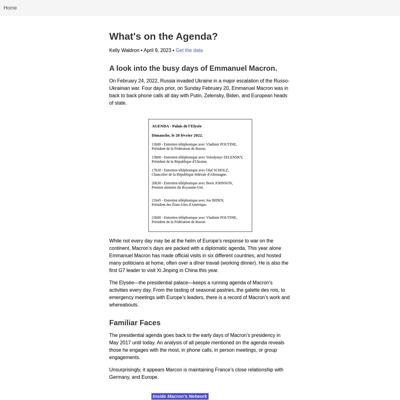 Home
What's on the Agenda?
Kelly Waldron • April 9, 2023 • Get the data
A look into the busy days of Emmanuel Macron.
On February 24, 2022, Russia invaded Ukraine in a major escalation of the Russo-
Ukrainian war. Four days prior, on Sunday February 20, Emmanuel Macron was in
back to back phone calls all day with Putin, Zelensky, Biden, and European heads
of state.
AGENDA - Palais de l'Elysée
Dimanche, le 20 février 2022.
11h00 - Entretien téléphonique avec Vladimir POUTINE,
Président de la Fédération de Russie.
Entretien téléphonique avec Volodymyr ZELENSKY,
Président de la République d'Ukraine.
Entretien téléphonique avec Olaf SCHOLZ,
Chancelier de la République fédérale d'Allemagne.
Entretien téléphonique avec Boris JOHNSON,
Premier ministre du Royaume-Uni.
Entretien téléphonique avec Joe BIDEN,
Président des États-Unis d'Amérique.
Entretien téléphonique avec Vladimir POUTINE,
Président de la Fédération de Russie.
While not every day may be at the helm of Europe's response to war on the
continent, Macron's days are packed with a diplomatic agenda. This year alone
Emmanuel Macron has made official visits in six different countries, and hosted
many politicians at home, often over a dîner travail (working dinner). He is also the
first G7 leader to visit Xi Jinping in China this year.
The Elysée—the presidential palace—keeps a running agenda of Macron's
activities every day. From the tasting of seasonal pastries, the galette des rois, to
emergency meetings with Europe's leaders, there is a record of Macron's work and
whereabouts.
Familiar Faces
The presidential agenda goes back to the early days of Macron's presidency in
May 2017 until today. An analysis of all people mentioned on the agenda reveals
those he engages with the most, in phone calls, in person meetings, or group
engagements.
Unsurprisingly, it appears Marcon is maintaining France's close relationship with
Germany, and Europe.
Inside Macron's Network